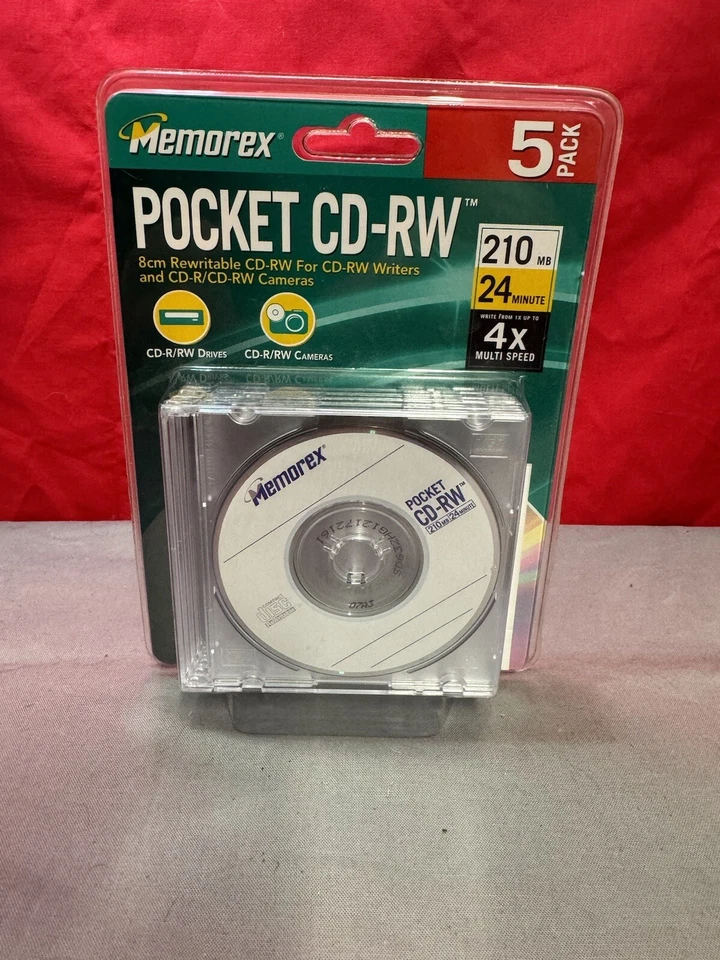 Memorex®
5 PACK
POCKET CD-RW™
8cm Rewritable CD-RW For CD-RW Writers
and CD-R/CD-RW Cameras
210 MB
24 MINUTE
WRITE FROM 1X UP TO
4X
MULTI SPEED
CD-R/RW DRIVES
CD-R/RW CAMERAS
Memorex®
POCKET
CD-RW™
210 MB 24 MINUTE